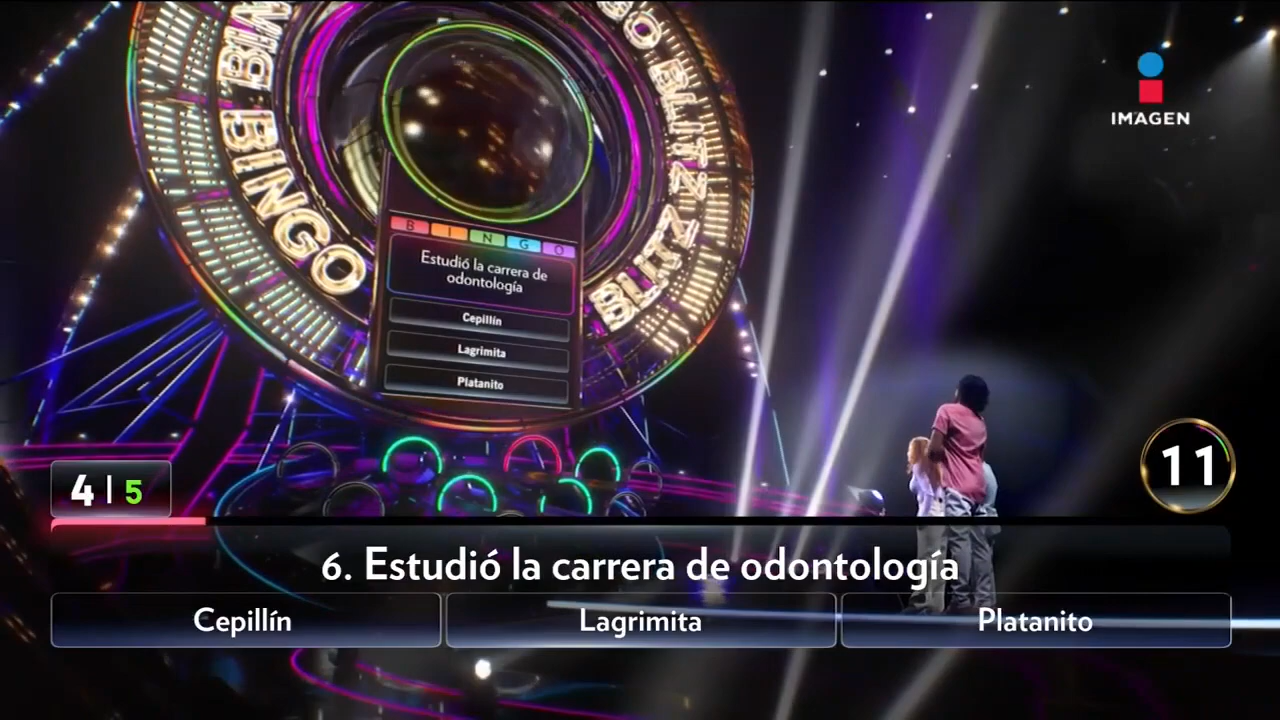 BINGO
BINGO BLITZ
BLITZ
IMAGEN
B I N G O
Estudió la carrera de
odontología
Cepillín
Lagrimita
Platanito
4 | 5
11
6. Estudió la carrera de odontología
Cepillín
Lagrimita
Platanito